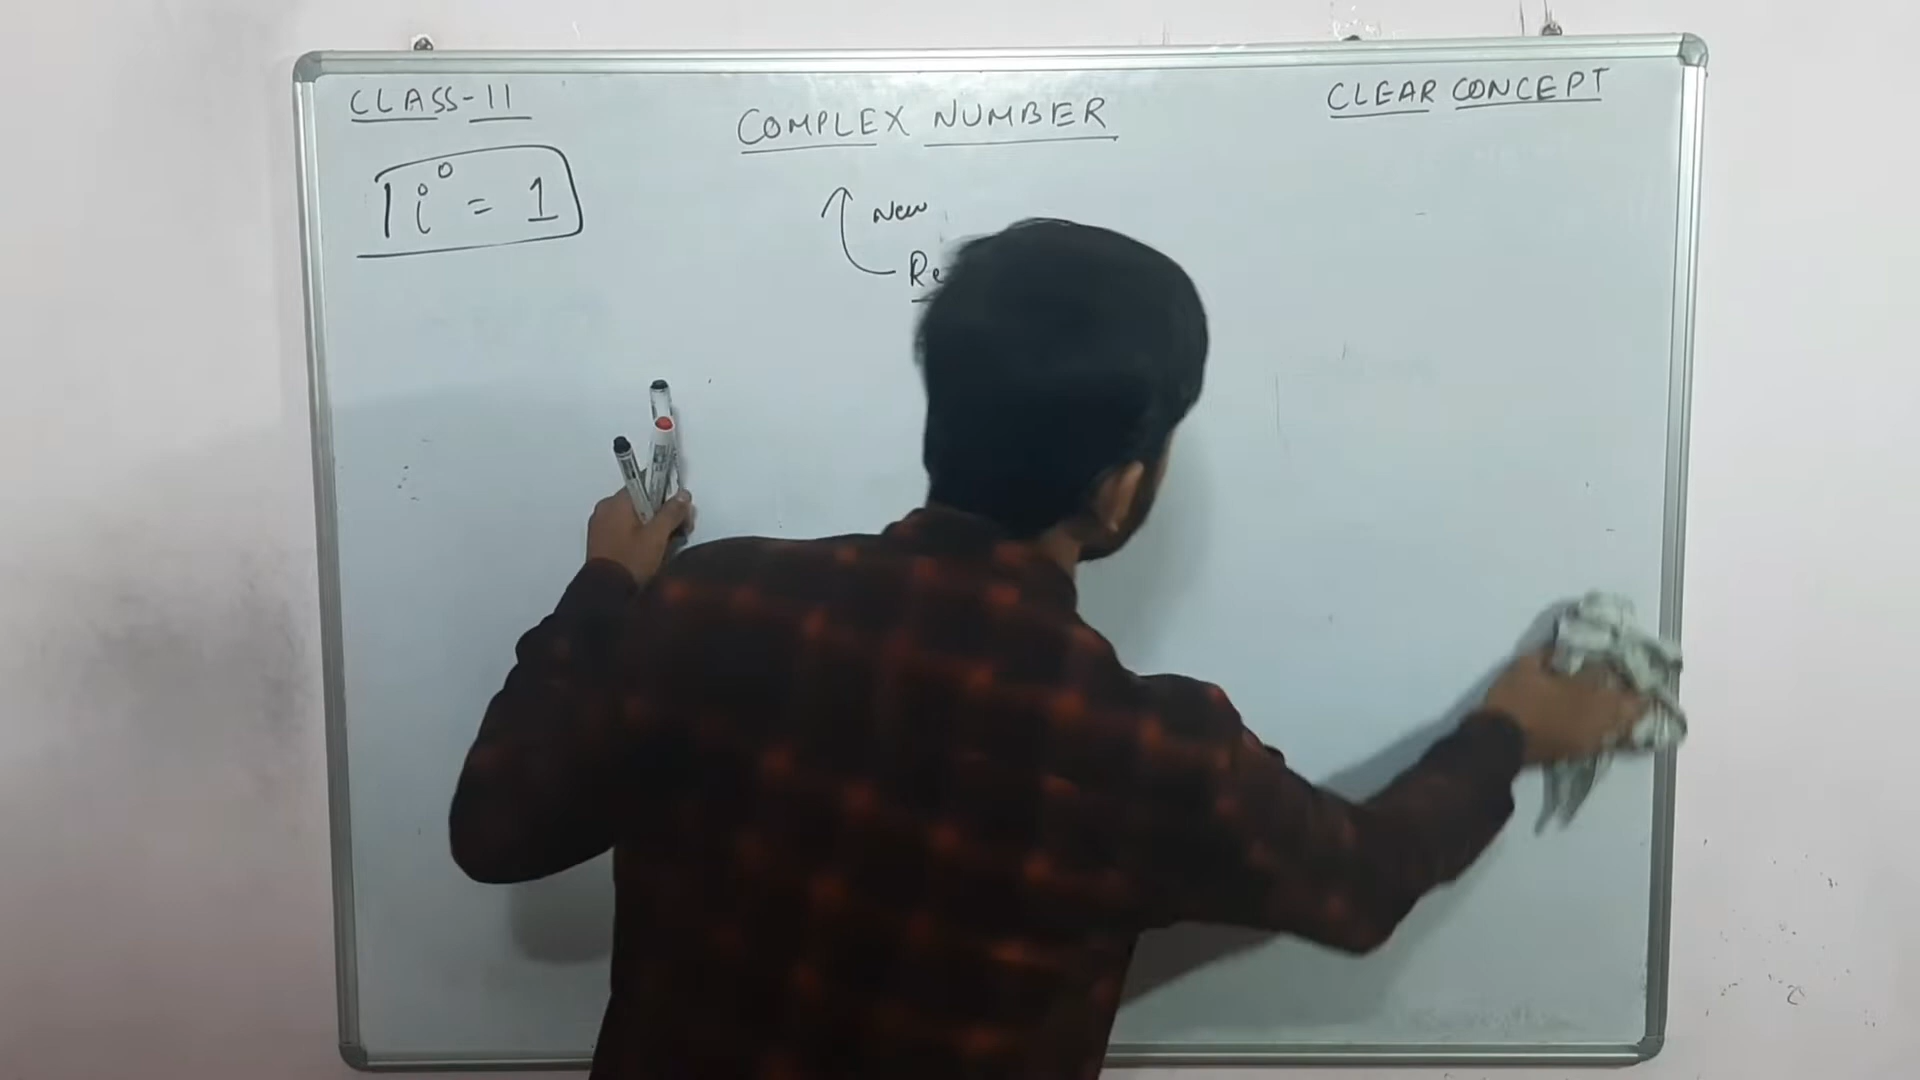 CLASS-11
COMPLEX NUMBER
CLEAR CONCEPT
i⁰ = 1
New